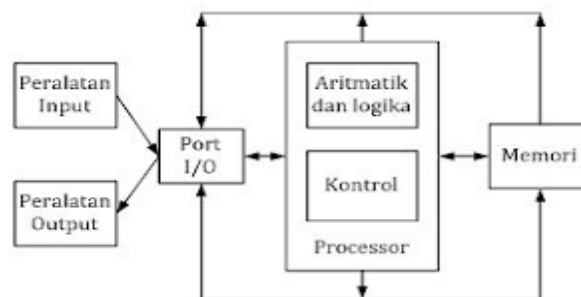 Peralatan
Input
Peralatan
Output
Port
I/O
Aritmatik
dan logika
Kontrol
Processor
Memori